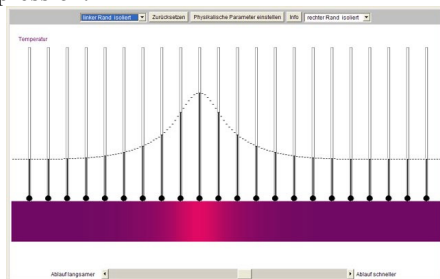 linker Rand isoliert Zurücksetzen Physikalische Parameter einstellen Info rechter Rand isoliert
Temperatur
Ablauf langsamer Ablauf schneller